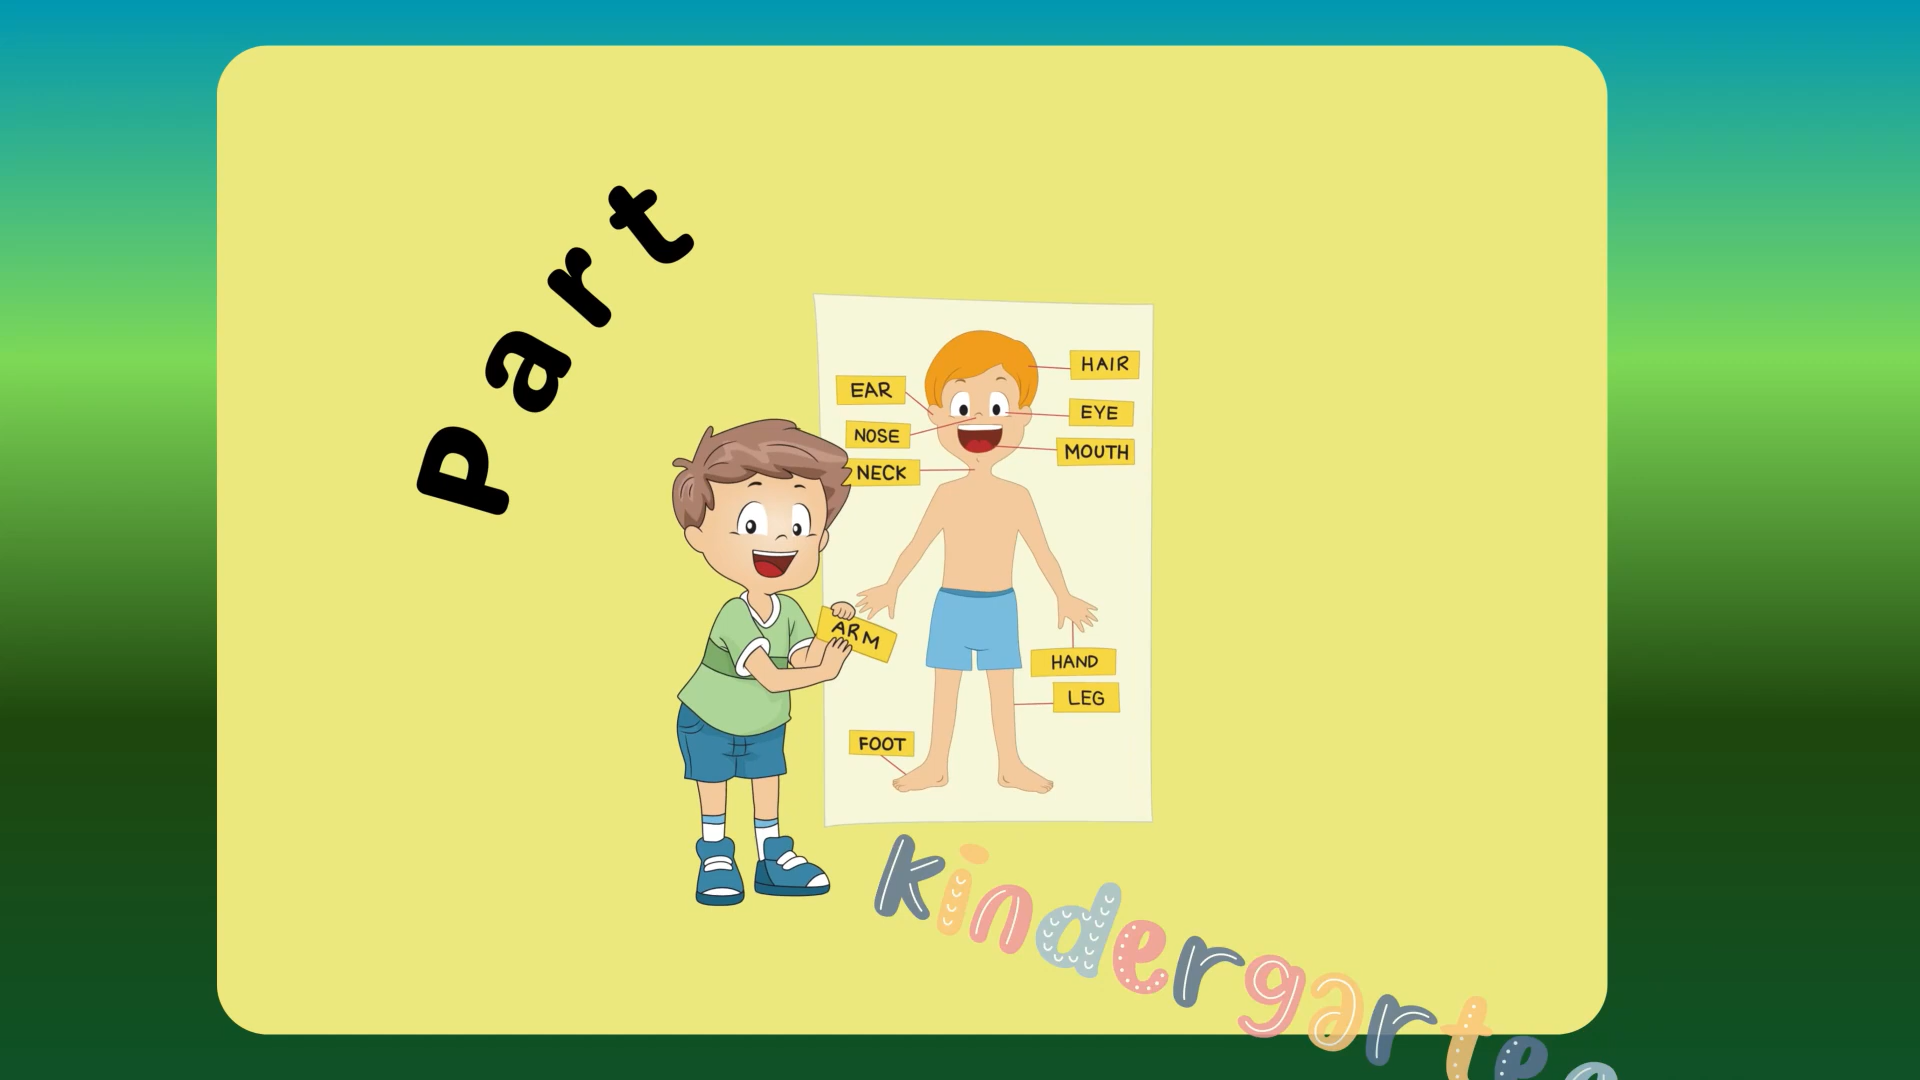 Part
HAIR
EAR
EYE
NOSE
MOUTH
NECK
ARM
HAND
LEG
FOOT
kindergarte